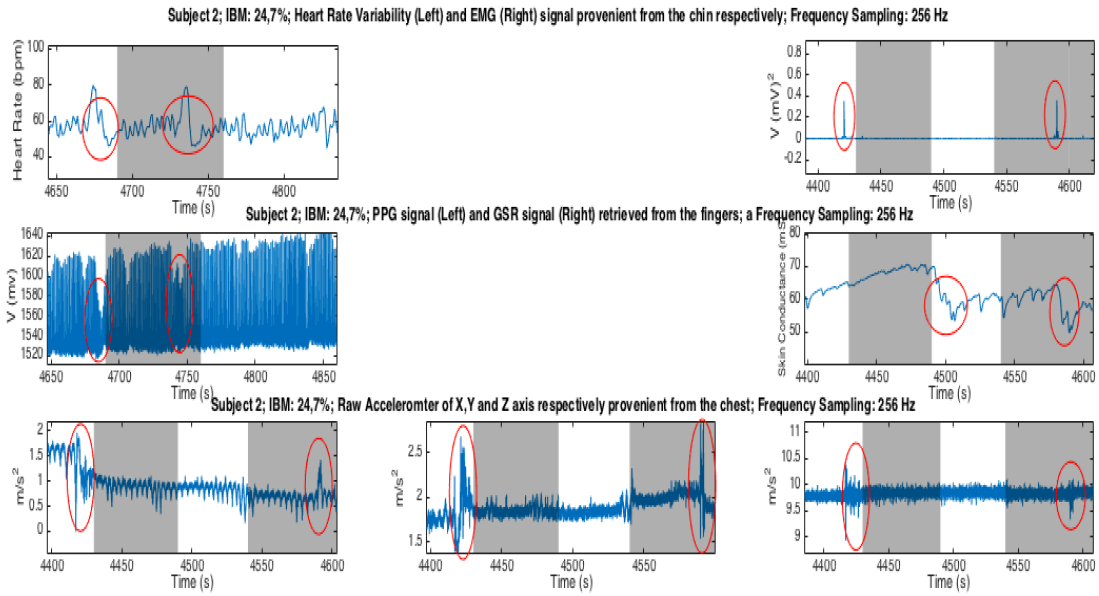 Subject 2; IBM: 24,7%; Heart Rate Variability (Left) and EMG (Right) signal provenient from the chin respectively; Frequency Sampling: 256 Hz
Heart Rate (bpm)
100
80
60
40
4650 4700 4750 4800
Time (s)
V (mV)²
0.8
0.6
0.4
0.2
0
-0.2
4400 4450 4500 4550 4600
Time (s)
Subject 2; IBM: 24,7%; PPG signal (Left) and GSR signal (Right) retrieved from the fingers; a Frequency Sampling: 256 Hz
V (mv)
1640
1620
1600
1580
1560
1540
1520
4650 4700 4750 4800 4850
Time (s)
Skin Conductance (mS)
80
70
60
50
4400 4450 4500 4550 4600
Time (s)
Subject 2; IBM: 24,7%; Raw Acceleromter of X,Y and Z axis respectively provenient from the chest; Frequency Sampling: 256 Hz
m/s²
2
1.5
1
0.5
0
4400 4450 4500 4550 4600
Time (s)
m/s²
2.5
2
1.5
4400 4450 4500 4550 4600
Time (s)
m/s²
11
10.5
10
9.5
9
4400 4450 4500 4550 4600
Time (s)